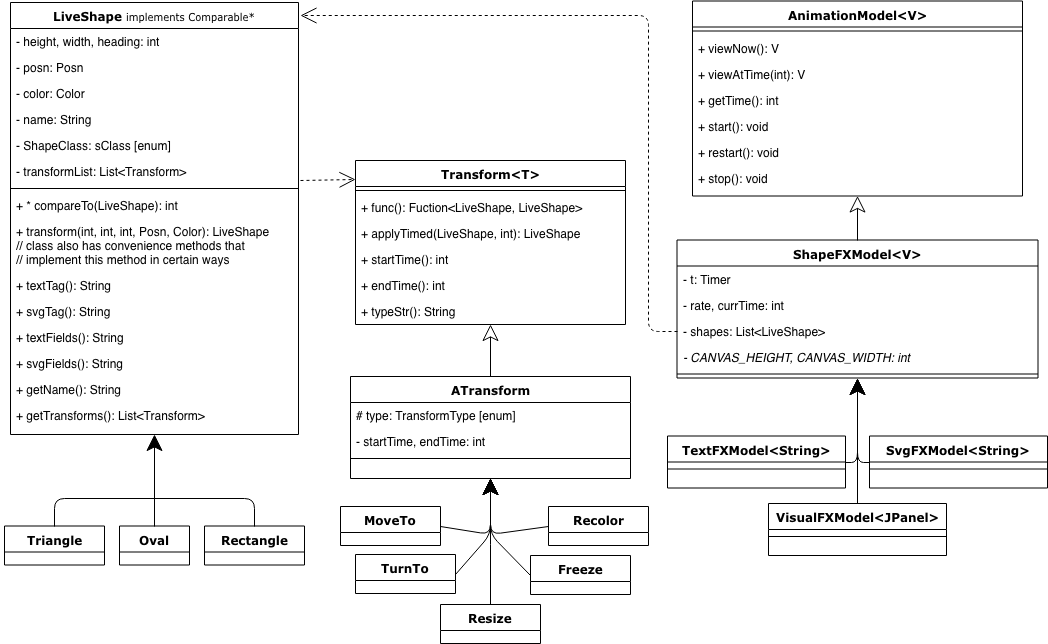 LiveShape implements Comparable*
- height, width, heading: int
- posn: Posn
- color: Color
- name: String
- ShapeClass: sClass [enum]
- transformList: List<Transform>
+ * compareTo(LiveShape): int
+ transform(int, int, int, Posn, Color): LiveShape
// class also has convenience methods that
// implement this method in certain ways
+ textTag(): String
+ svgTag(): String
+ textFields(): String
+ svgFields(): String
+ getName(): String
+ getTransforms(): List<Transform>
Triangle
Oval
Rectangle
Transform<T>
+ func(): Fuction<LiveShape, LiveShape>
+ applyTimed(LiveShape, int): LiveShape
+ startTime(): int
+ endTime(): int
+ typeStr(): String
ATransform
# type: TransformType [enum]
- startTime, endTime: int
MoveTo
Recolor
TurnTo
Freeze
Resize
AnimationModel<V>
+ viewNow(): V
+ viewAtTime(int): V
+ getTime(): int
+ start(): void
+ restart(): void
+ stop(): void
ShapeFXModel<V>
- t: Timer
- rate, currTime: int
- shapes: List<LiveShape>
- CANVAS_HEIGHT, CANVAS_WIDTH: int
TextFXModel<String>
SvgFXModel<String>
VisualFXModel<JPanel>